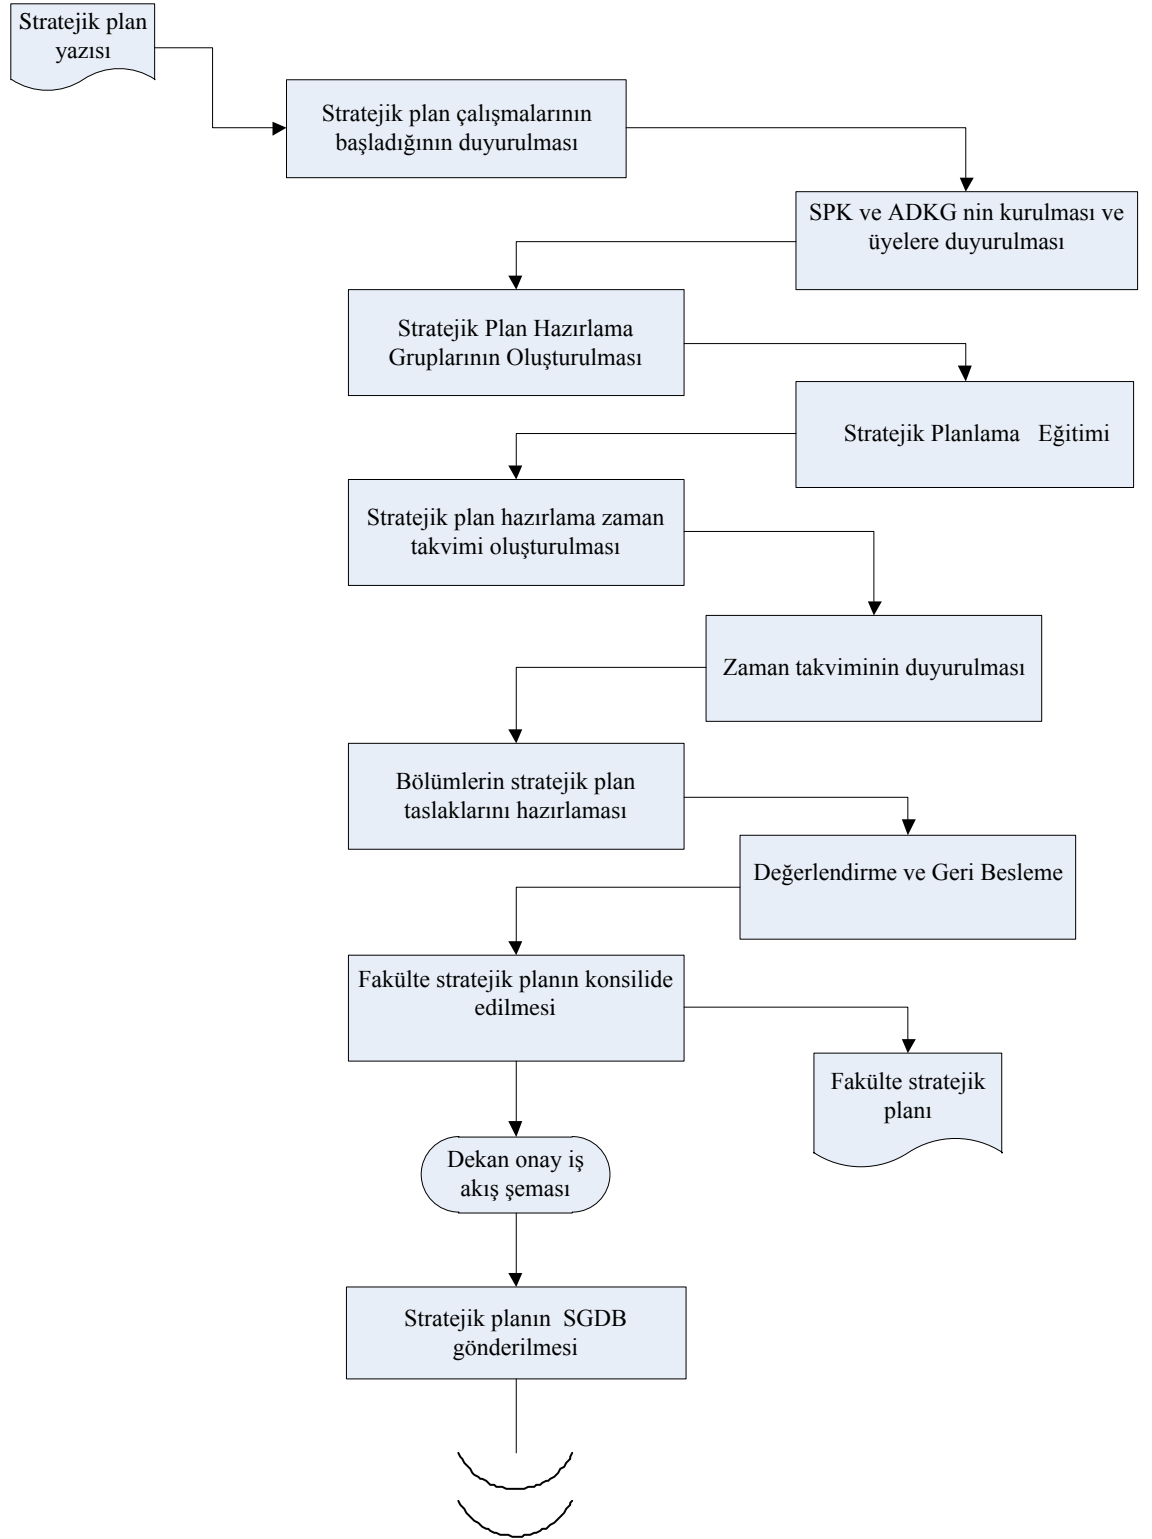 Stratejik plan
yazısı
Stratejik plan çalışmalarının
başladığının duyurulması
SPK ve ADKG nin kurulması ve
üyelere duyurulması
Stratejik Plan Hazırlama
Gruplarının Oluşturulması
Stratejik Planlama Eğitimi
Stratejik plan hazırlama zaman
takvimi oluşturulması
Zaman takviminin duyurulması
Bölümlerin stratejik plan
taslaklarını hazırlaması
Değerlendirme ve Geri Besleme
Fakülte stratejik planın konsilide
edilmesi
Fakülte stratejik
planı
Dekan onay iş
akış şeması
Stratejik planın SGDB
gönderilmesi